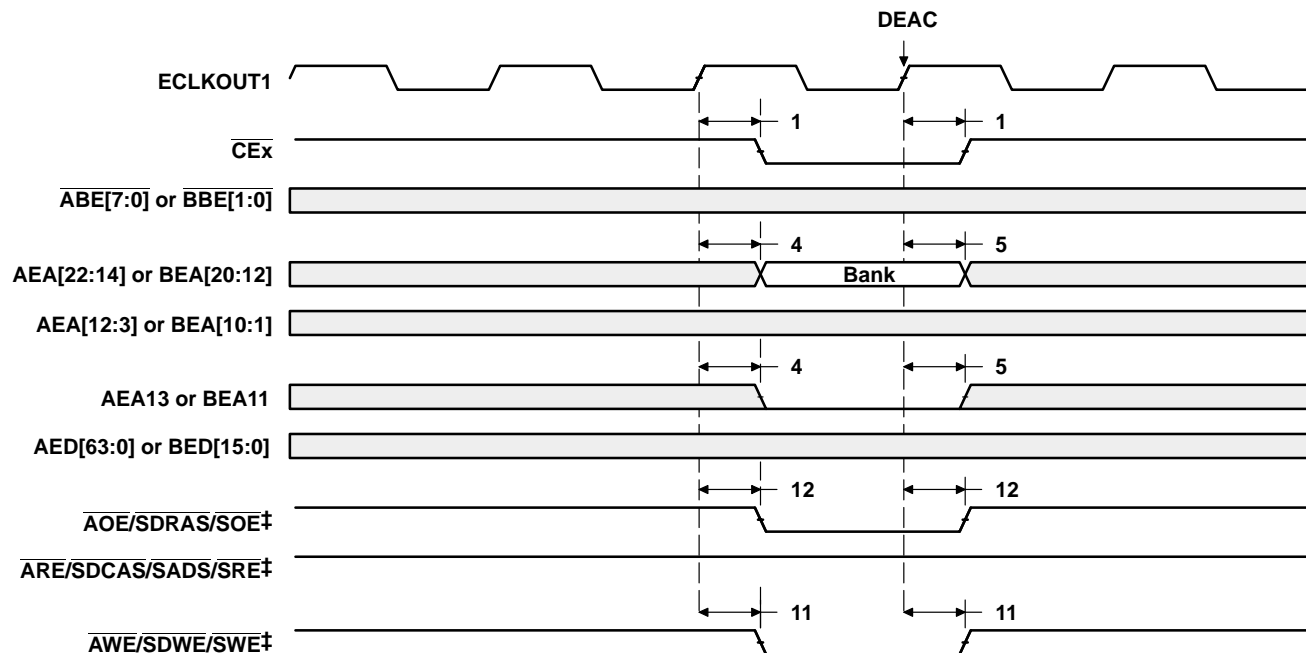 DEAC
ECLKOUT1
1 1
CEx
ABE[7:0] or BBE[1:0]
4 5
AEA[22:14] or BEA[20:12] Bank
AEA[12:3] or BEA[10:1]
4 5
AEA13 or BEA11
AED[63:0] or BED[15:0]
12 12
AOE/SDRAS/SOE‡
ARE/SDCAS/SADS/SRE‡
11 11
AWE/SDWE/SWE‡